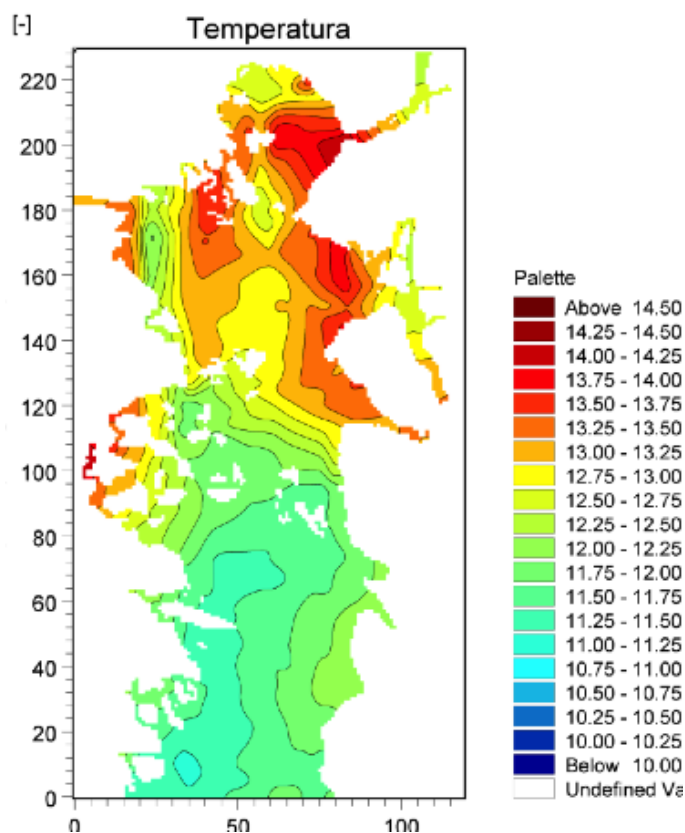 [-]
Temperatura
220
200
180
160
140
120
100
80
60
40
20
0
0 50 100
Palette
Above 14.50
14.25 - 14.50
14.00 - 14.25
13.75 - 14.00
13.50 - 13.75
13.25 - 13.50
13.00 - 13.25
12.75 - 13.00
12.50 - 12.75
12.25 - 12.50
12.00 - 12.25
11.75 - 12.00
11.50 - 11.75
11.25 - 11.50
11.00 - 11.25
10.75 - 11.00
10.50 - 10.75
10.25 - 10.50
10.00 - 10.25
Below 10.00
Undefined Va